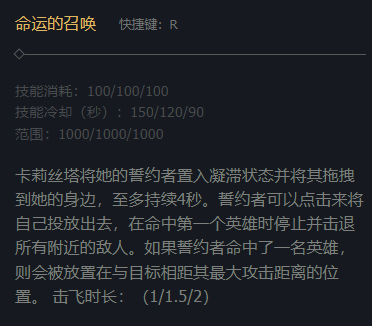 命运的召唤 快捷键：R
技能消耗：100/100/100
技能冷却（秒）：150/120/90
范围：1000/1000/1000
卡莉丝塔将她的誓约者置入凝滞状态并将其拖拽
到她的身边，至多持续4秒。誓约者可以点击来将
自己投放出去，在命中第一个英雄时停止并击退
所有附近的敌人。如果誓约者命中了一名英雄，
则会被放置在与目标相距其最大攻击距离的位
置。 击飞时长：（1/1.5/2）